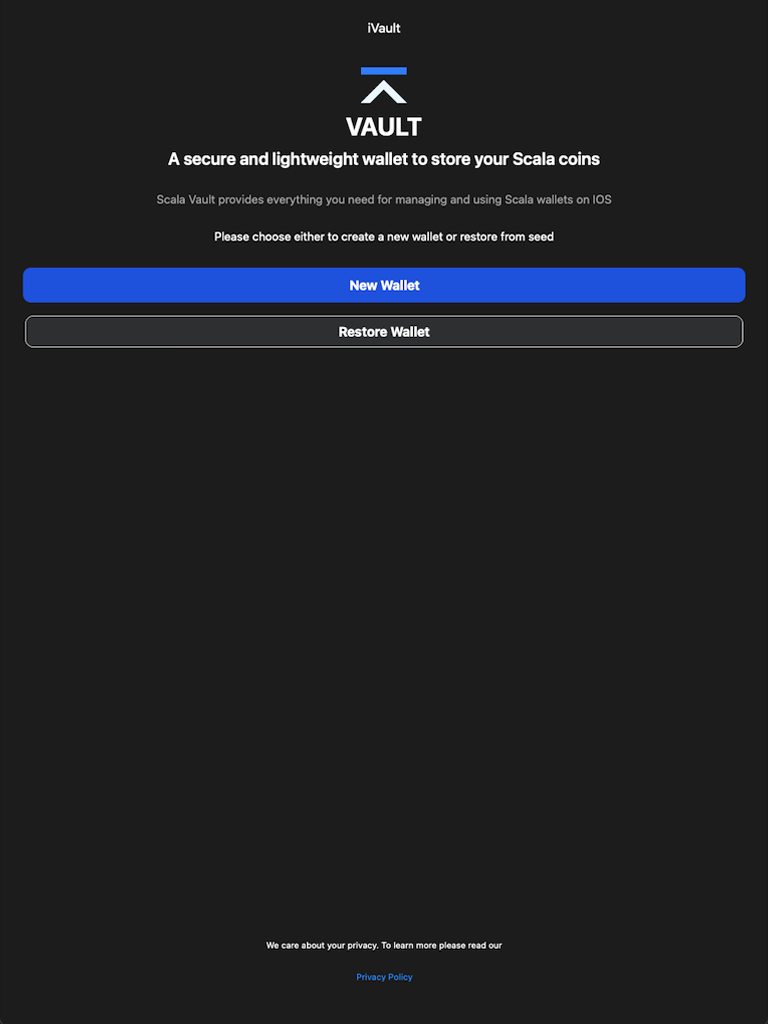 iVault
VAULT
A secure and lightweight wallet to store your Scala coins
Scala Vault provides everything you need for managing and using Scala wallets on IOS
Please choose either to create a new wallet or restore from seed
New Wallet
Restore Wallet
We care about your privacy. To learn more please read our
Privacy Policy